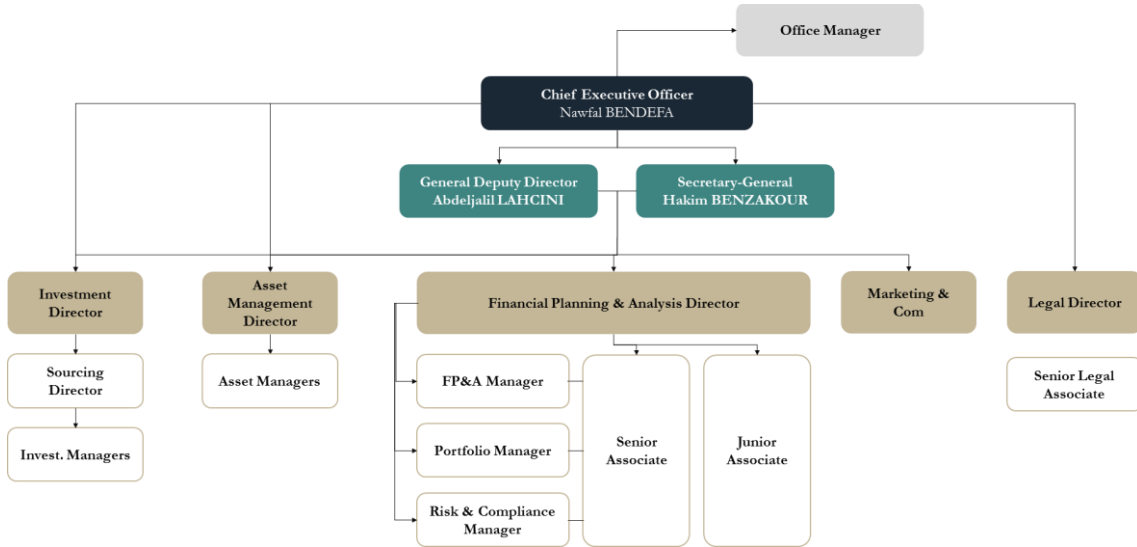 Office Manager
Chief Executive Officer
Nawfal BENDEFA
General Deputy Director
Abdeljalil LAHCINI
Secretary-General
Hakim BENZAKOUR
Investment
Director
Asset
Management
Director
Financial Planning & Analysis Director
Marketing &
Com
Legal Director
Sourcing
Director
Asset Managers
FP&A Manager
Senior Legal
Associate
Invest. Managers
Portfolio Manager
Senior
Associate
Junior
Associate
Risk & Compliance
Manager